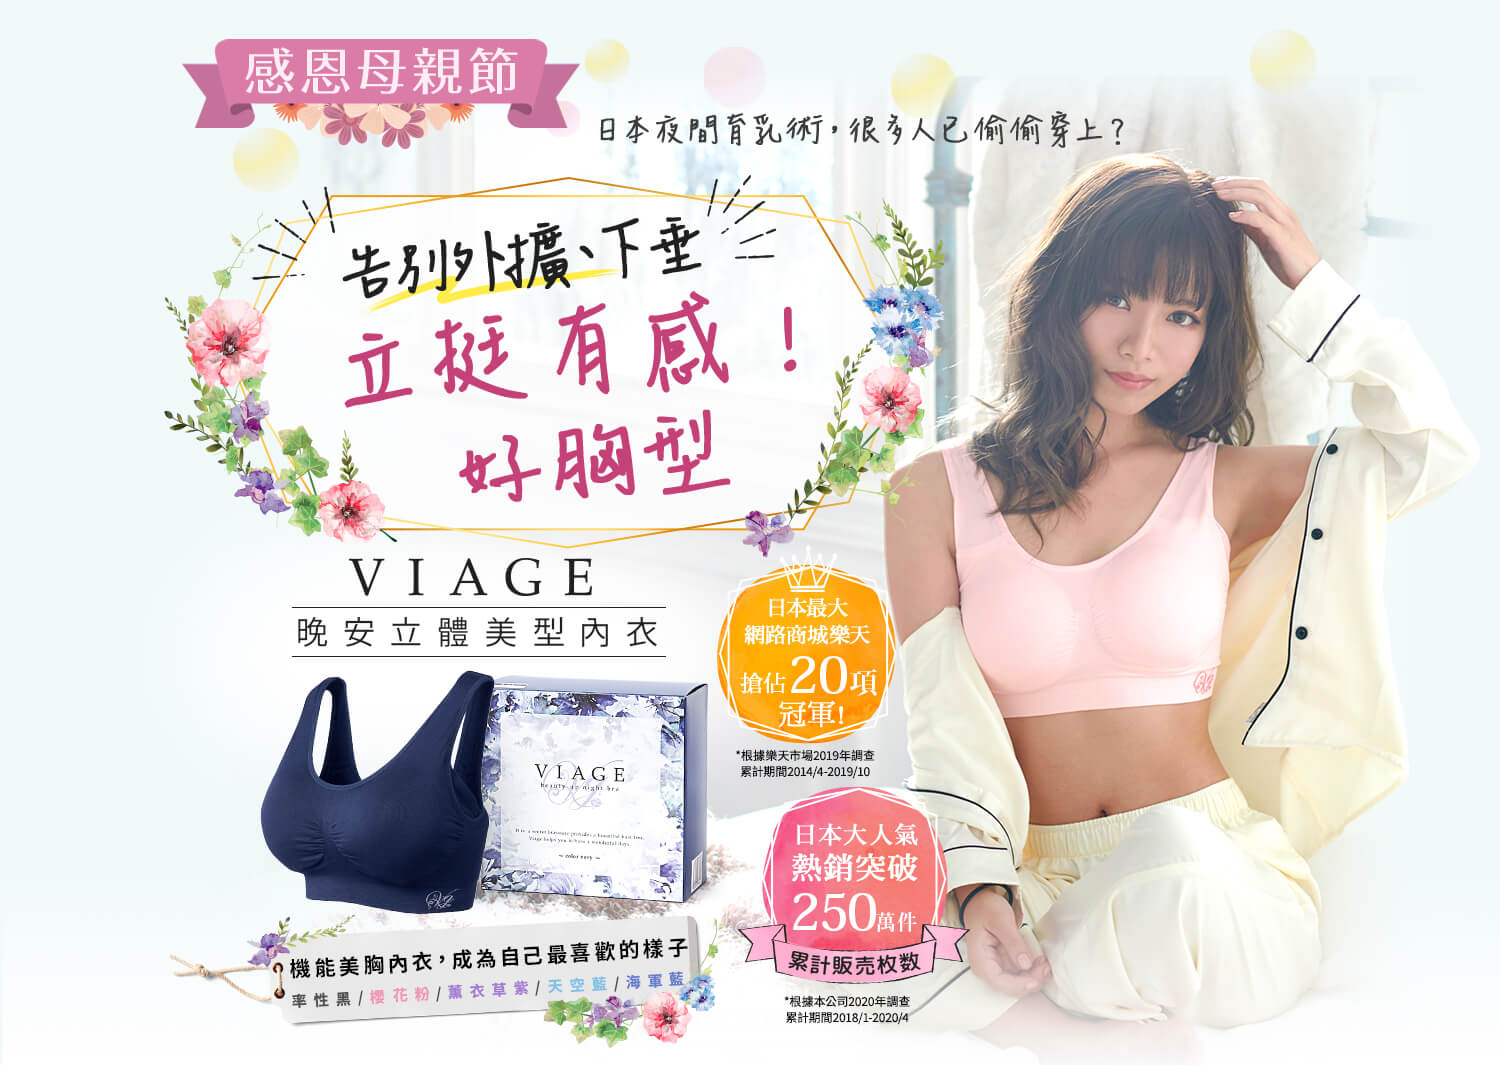 感恩母親節
日本夜間育乳術，很多人已偷偷穿上？
告別外擴、下垂
立挺有感！
好胸型
VIAGE
晚安立體美型內衣
日本最大
網路商城樂天
搶佔20項
冠軍!
*根據樂天市場2019年調查
累計期間2014/4-2019/10
VIAGE
beauty up night bra
~ color navy ~
日本大人氣
熱銷突破
250萬件
累計販売枚数
*根據本公司2020年調查
累計期間2018/1-2020/4
機能美胸內衣，成為自己最喜歡的樣子
率性黑/櫻花粉/薰衣草紫/天空藍/海軍藍